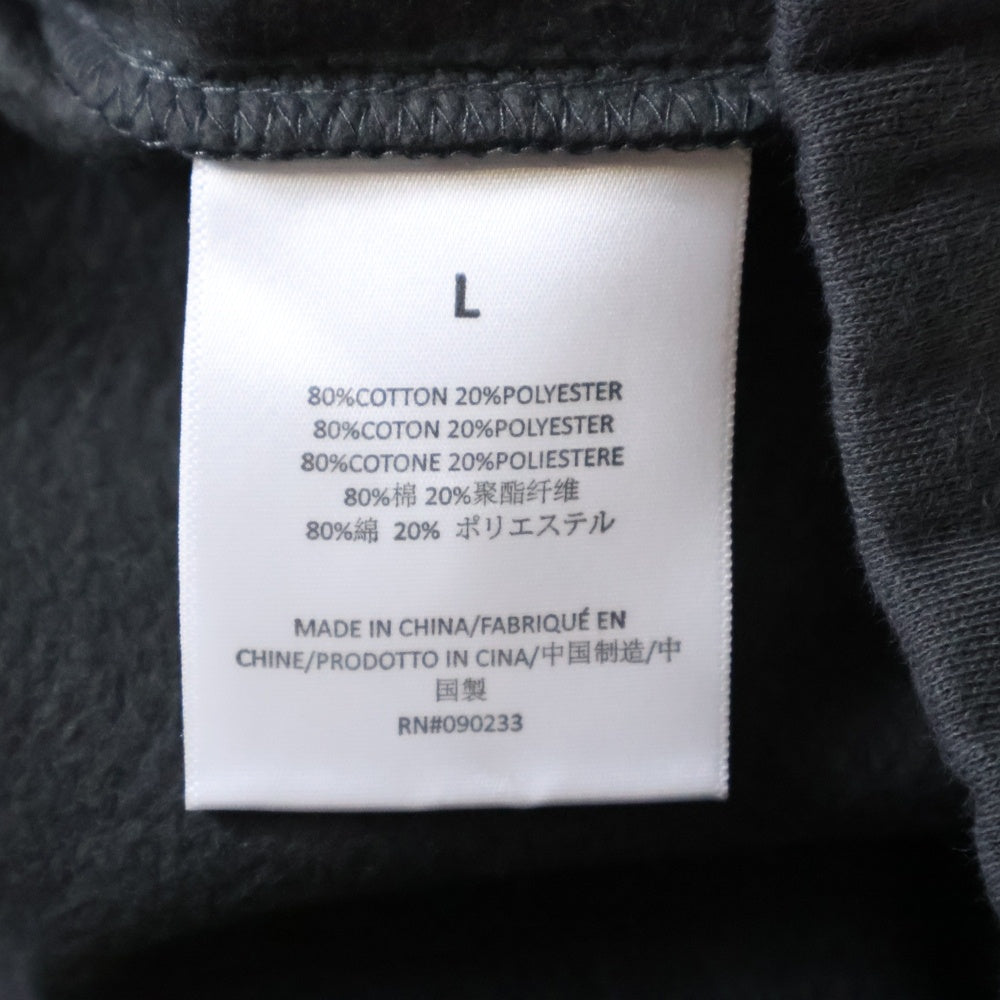 L
80%COTTON 20%POLYESTER
80%COTON 20%POLYESTER
80%COTONE 20%POLIESTERE
80%棉 20%聚酯纤维
80%綿 20% ポリエステル
MADE IN CHINA/FABRIQUÉ EN
CHINE/PRODOTTO IN CINA/中国制造/中
国製
RN#090233